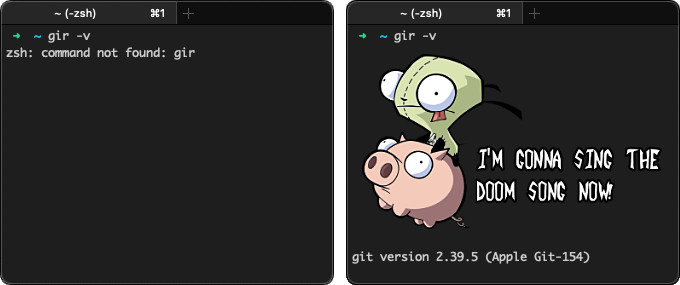 ~ (-zsh) ⌘1
➜ ~ gir -v
zsh: command not found: gir
~ (-zsh) ⌘1
➜ ~ gir -v
I'M GONNA SING THE
DOOM SONG NOW!
git version 2.39.5 (Apple Git-154)